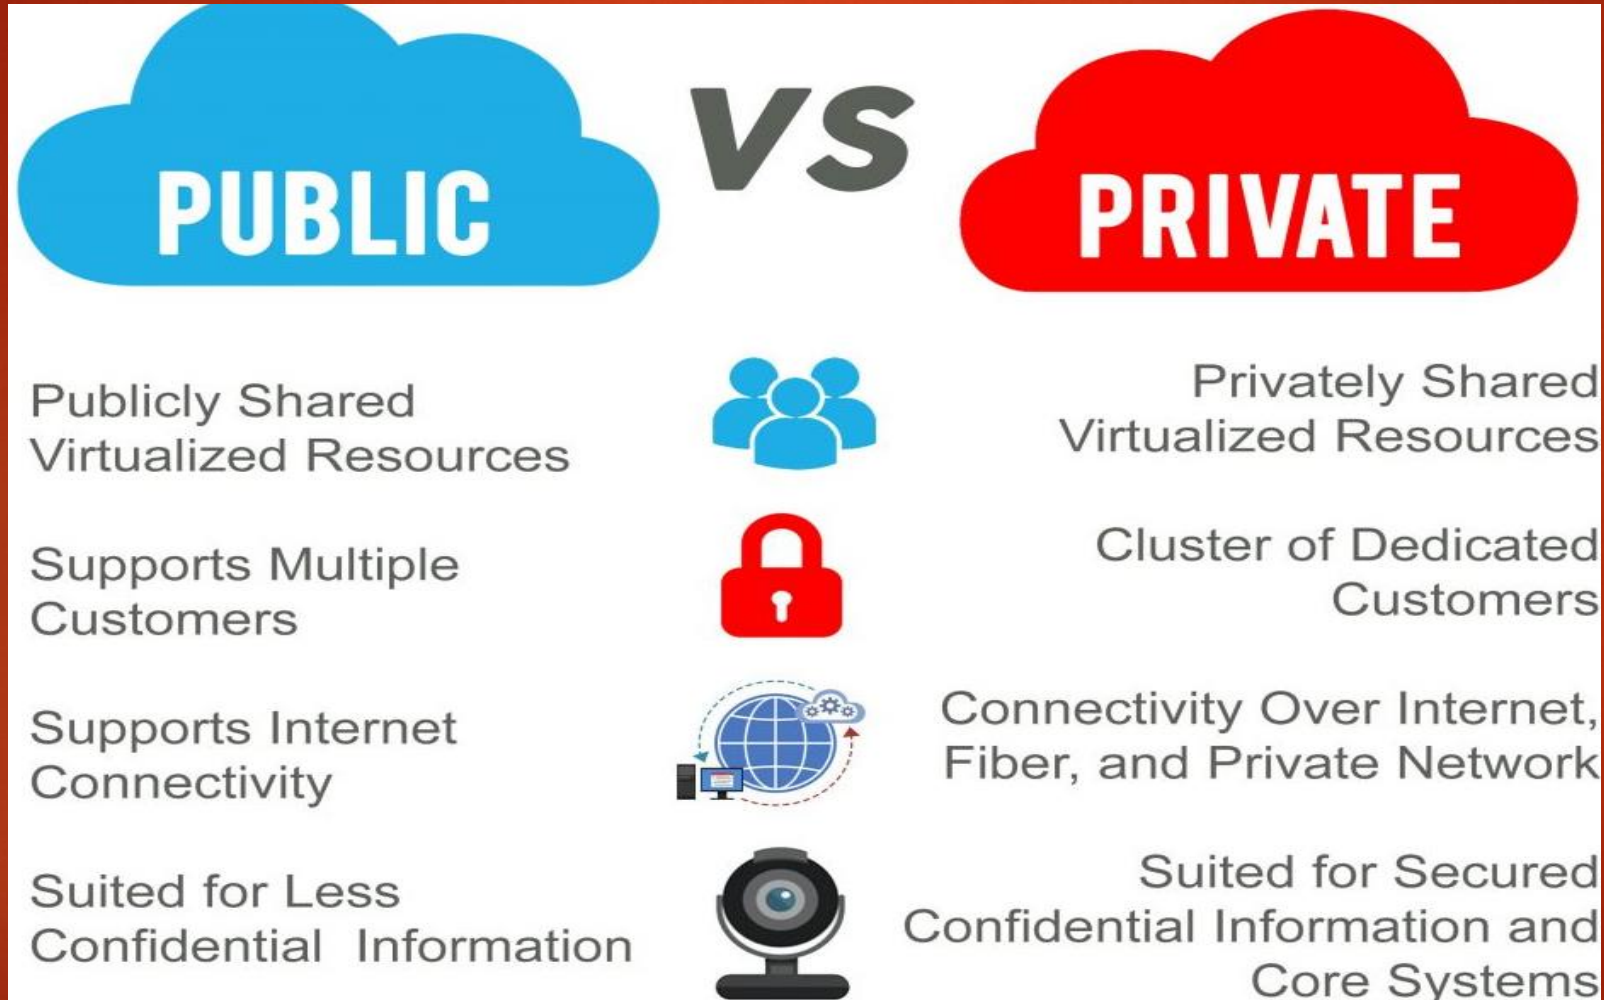 PUBLIC
VS
PRIVATE
Publicly Shared
Virtualized Resources
Privately Shared
Virtualized Resources
Supports Multiple
Customers
Cluster of Dedicated
Customers
Supports Internet
Connectivity
Connectivity Over Internet,
Fiber, and Private Network
Suited for Less
Confidential Information
Suited for Secured
Confidential Information and
Core Systems